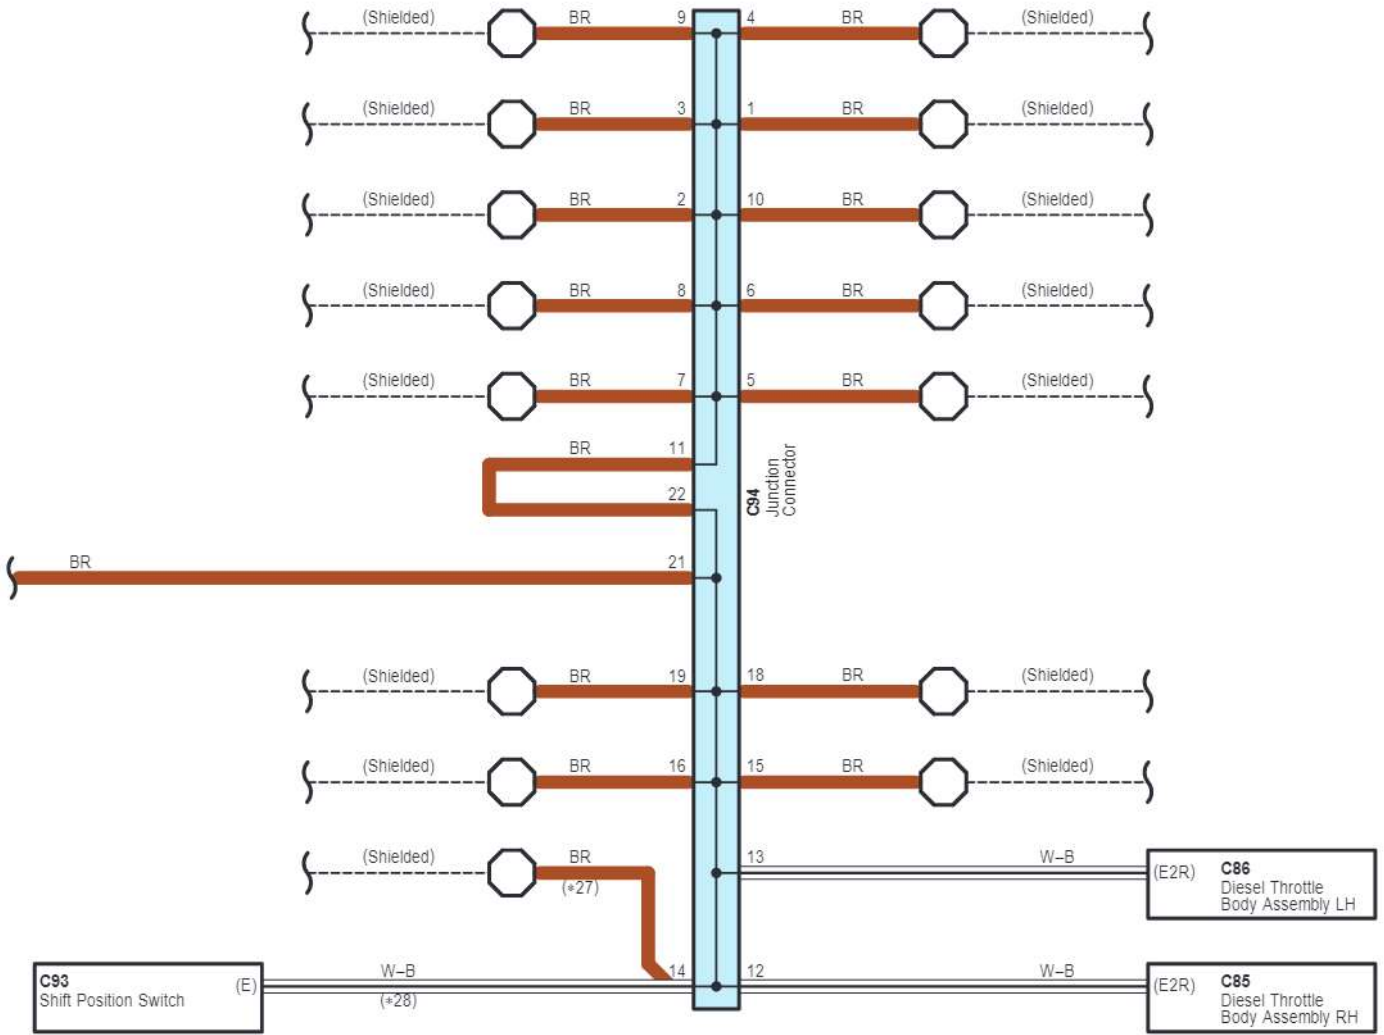 (Shielded) BR 9 4 BR (Shielded)
(Shielded) BR 3 1 BR (Shielded)
(Shielded) BR 2 10 BR (Shielded)
(Shielded) BR 8 6 BR (Shielded)
(Shielded) BR 7 5 BR (Shielded)
BR 11
22
C94
Junction
Connector
BR 21
(Shielded) BR 19 18 BR (Shielded)
(Shielded) BR 16 15 BR (Shielded)
(Shielded) BR 13 W–B
(*27)
(E2R) C86
Diesel Throttle
Body Assembly LH
W–B 14 12 W–B
(*28)
C93 (E)
Shift Position Switch
(E2R) C85
Diesel Throttle
Body Assembly RH